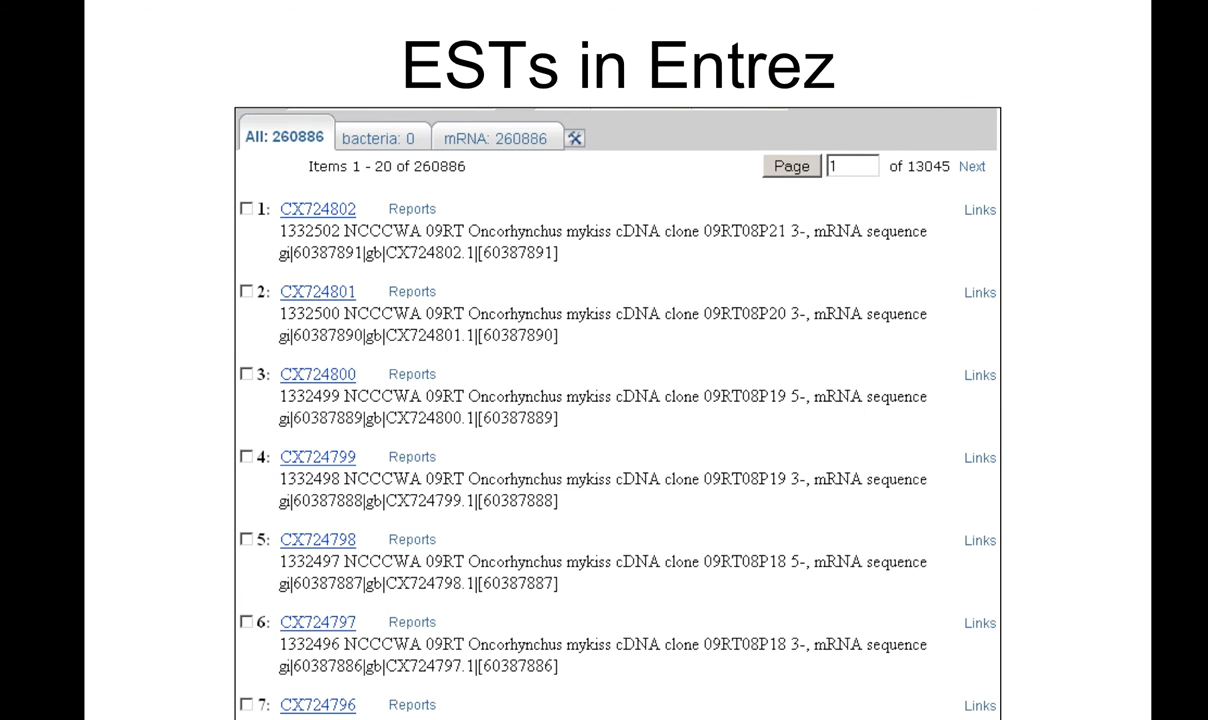 ESTs in Entrez
All: 260886 bacteria: 0 mRNA: 260886
Items 1 - 20 of 260886 Page 1 of 13045 Next
1: CX724802 Reports Links
1332502 NCCCWA 09RT Oncorhynchus mykiss cDNA clone 09RT08P21 3-, mRNA sequence
gi|60387891|gb|CX724802.1|[60387891]
2: CX724801 Reports Links
1332500 NCCCWA 09RT Oncorhynchus mykiss cDNA clone 09RT08P20 3-, mRNA sequence
gi|60387890|gb|CX724801.1|[60387890]
3: CX724800 Reports Links
1332499 NCCCWA 09RT Oncorhynchus mykiss cDNA clone 09RT08P19 5-, mRNA sequence
gi|60387889|gb|CX724800.1|[60387889]
4: CX724799 Reports Links
1332498 NCCCWA 09RT Oncorhynchus mykiss cDNA clone 09RT08P19 3-, mRNA sequence
gi|60387888|gb|CX724799.1|[60387888]
5: CX724798 Reports Links
1332497 NCCCWA 09RT Oncorhynchus mykiss cDNA clone 09RT08P18 5-, mRNA sequence
gi|60387887|gb|CX724798.1|[60387887]
6: CX724797 Reports Links
1332496 NCCCWA 09RT Oncorhynchus mykiss cDNA clone 09RT08P18 3-, mRNA sequence
gi|60387886|gb|CX724797.1|[60387886]
7: CX724796 Reports Links